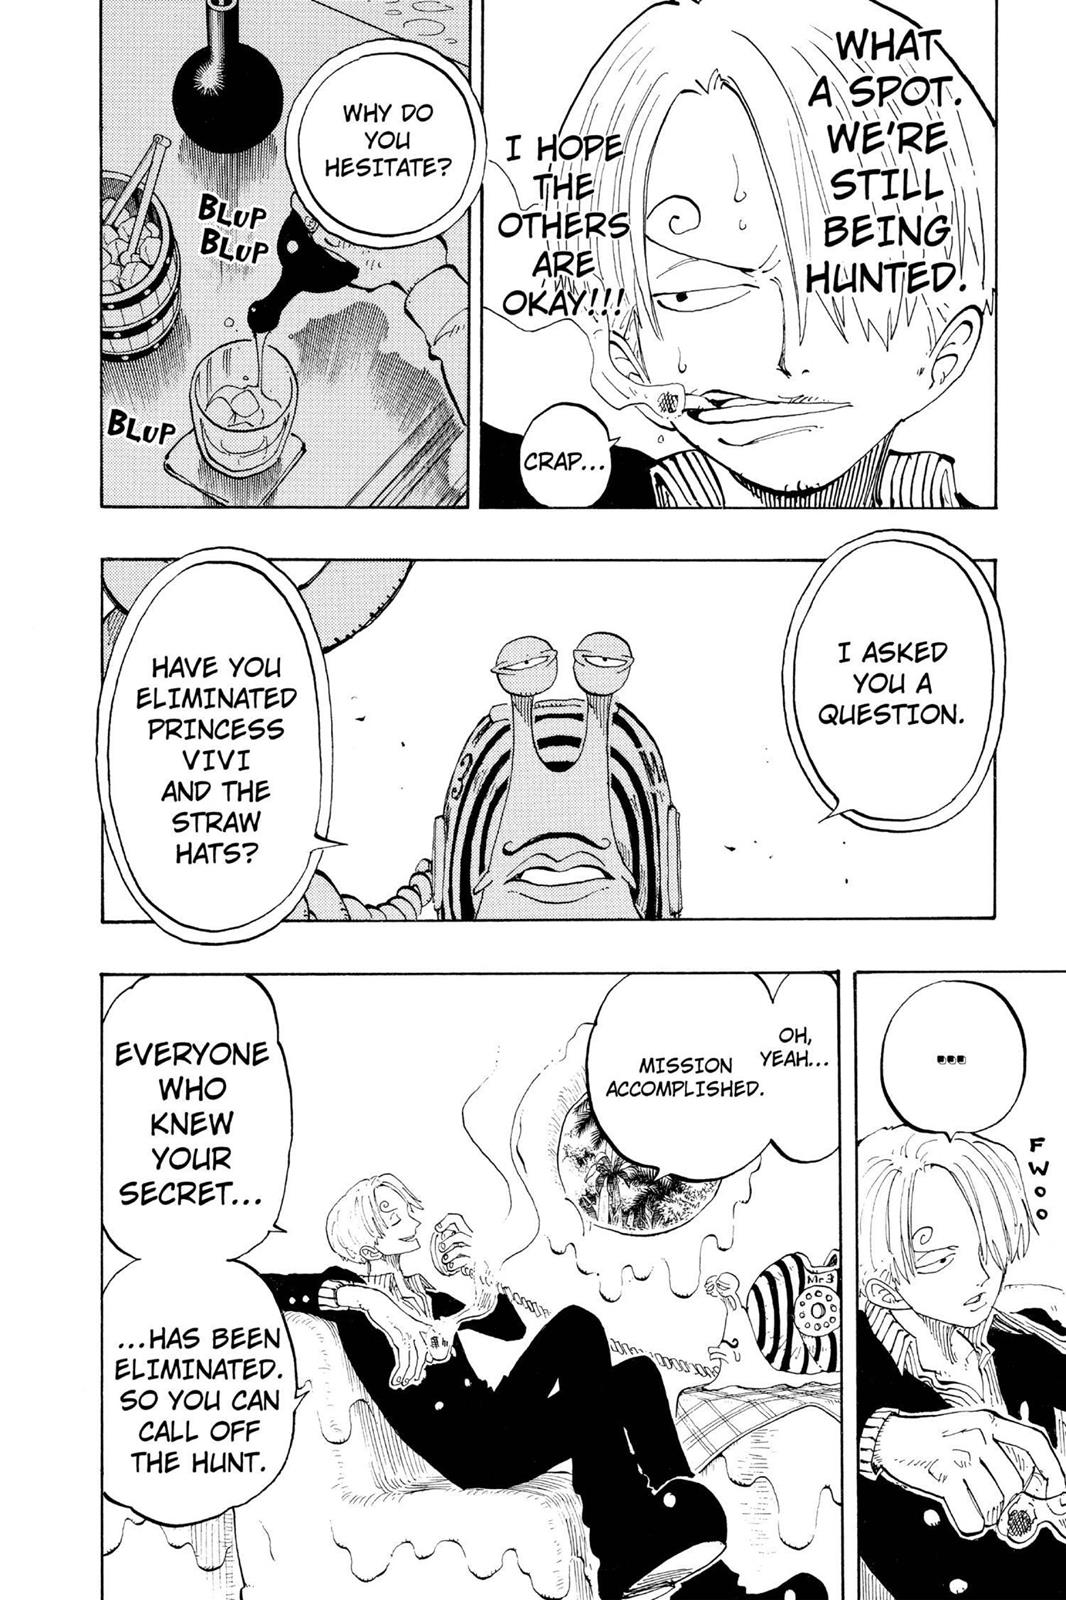 WHAT
A SPOT.
WE'RE
STILL
BEING
HUNTED.
I HOPE
THE
OTHERS
ARE
OKAY!!!
CRAP...
WHY DO
YOU
HESITATE?
BLUP
BLUP
BLUP
I ASKED
YOU A
QUESTION.
HAVE YOU
ELIMINATED
PRINCESS
VIVI
AND THE
STRAW
HATS?
...
FWOO
OH,
YEAH...
MISSION
ACCOMPLISHED.
Mr 3
EVERYONE
WHO
KNEW
YOUR
SECRET...
...HAS BEEN
ELIMINATED.
SO YOU CAN
CALL OFF
THE HUNT.